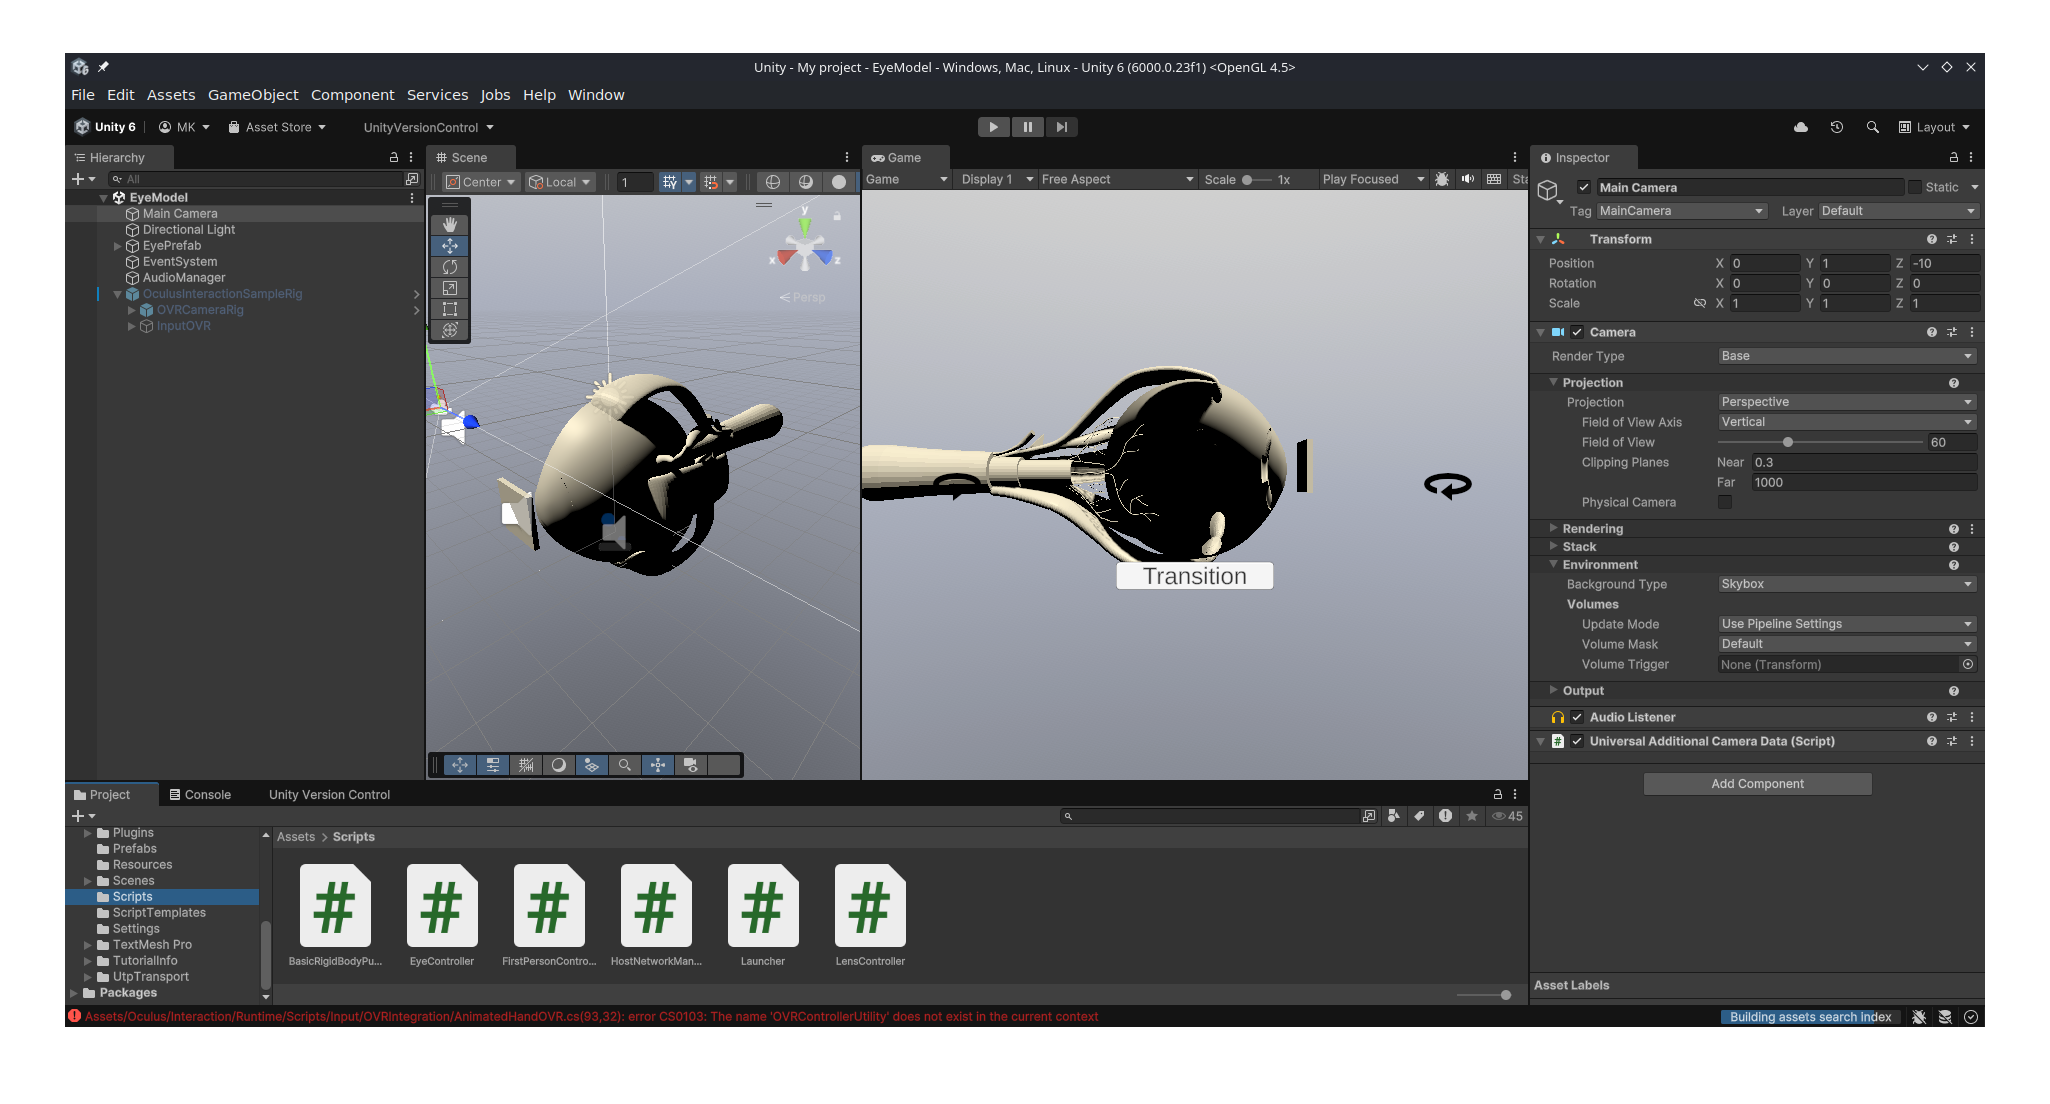 Unity - My project - EyeModel - Windows, Mac, Linux - Unity 6 (6000.0.23f1) <OpenGL 4.5>
File Edit Assets GameObject Component Services Jobs Help Window
Unity 6 MK Asset Store UnityVersionControl Layout
Hierarchy
All
EyeModel
Main Camera
Directional Light
EyePrefab
EventSystem
AudioManager
OculusInteractionSampleRig
OVRCameraRig
InputOVR
Scene
Center Local 1
y
x z
Persp
Game
Game Display 1 Free Aspect Scale 1x Play Focused Sta
Transition
Inspector
Main Camera Static
Tag MainCamera Layer Default
Transform
Position X 0 Y 1 Z -10
Rotation X 0 Y 0 Z 0
Scale X 1 Y 1 Z 1
Camera
Render Type Base
Projection
Projection Perspective
Field of View Axis Vertical
Field of View 60
Clipping Planes Near 0.3
Far 1000
Physical Camera
Rendering
Stack
Environment
Background Type Skybox
Volumes
Update Mode Use Pipeline Settings
Volume Mask Default
Volume Trigger None (Transform)
Output
Audio Listener
# Universal Additional Camera Data (Script)
Add Component
Asset Labels
Project Console Unity Version Control
45
Plugins
Prefabs
Resources
Scenes
Scripts
ScriptTemplates
Settings
TextMesh Pro
TutorialInfo
UtpTransport
Packages
Assets > Scripts
# # # # # #
BasicRigidBodyPu... EyeController FirstPersonContro... HostNetworkMan... Launcher LensController
Assets/Oculus/Interaction/Runtime/Scripts/Input/OVRIntegration/AnimatedHandOVR.cs(93,32): error CS0103: The name 'OVRControllerUtility' does not exist in the current context
Building assets search index